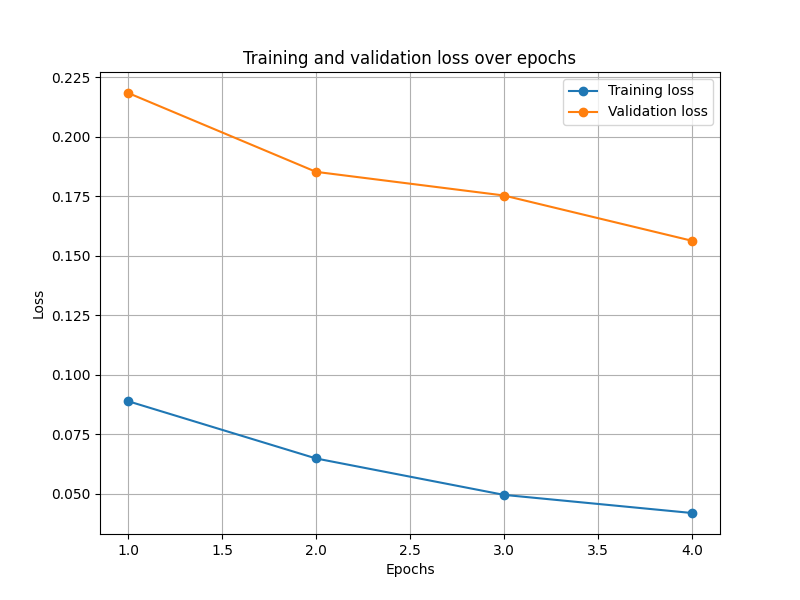 Training and validation loss over epochs
Training loss
Validation loss
0.225
0.200
0.175
0.150
0.125
0.100
0.075
0.050
Loss
1.0 1.5 2.0 2.5 3.0 3.5 4.0
Epochs